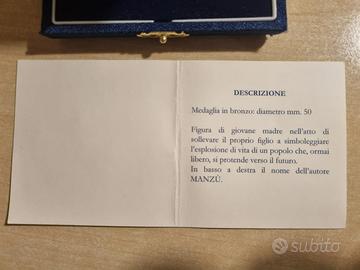 DESCRIZIONE
Medaglia in bronzo: diametro mm. 50
Figura di giovane madre nell'atto di
sollevare il proprio figlio a simboleggiare
l'esplosione di vita di un popolo che, ormai
libero, si protende verso il futuro.
In basso a destra il nome dell'autore
MANZÙ.
subito